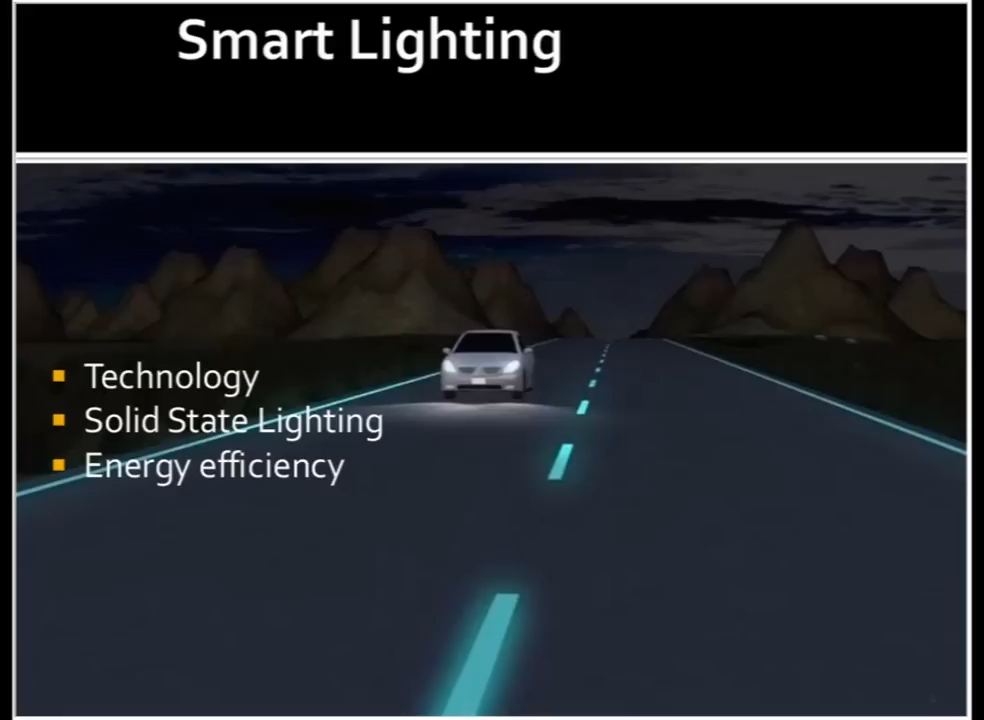 Smart Lighting
Technology
Solid State Lighting
Energy efficiency